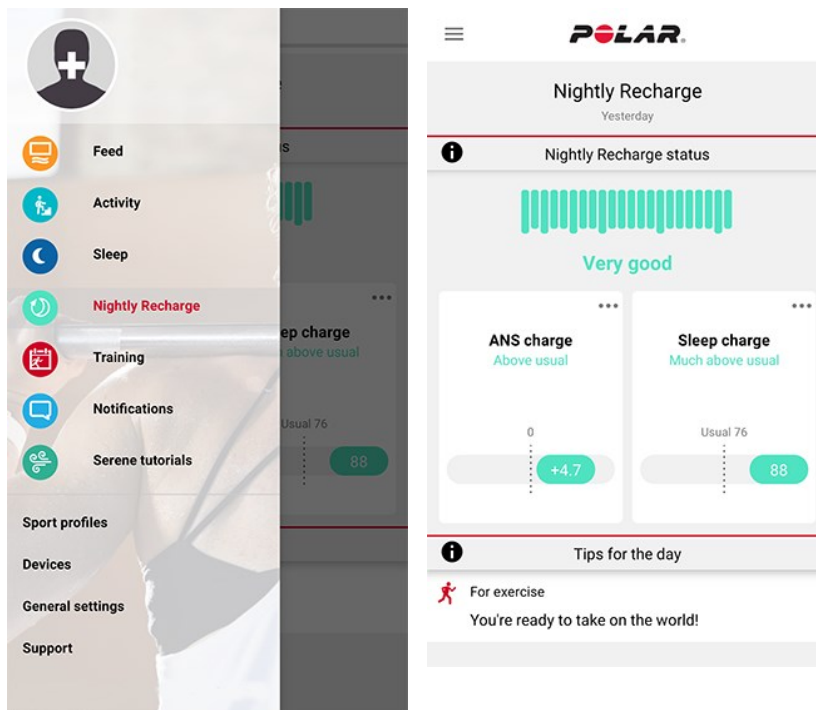 Feed
Activity
Sleep
Nightly Recharge
Training
Notifications
Serene tutorials
Sport profiles
Devices
General settings
Support
ep charge
above usual
Usual 76
88
POLAR.
Nightly Recharge
Yesterday
Nightly Recharge status
Very good
ANS charge
Above usual
0
+4.7
Sleep charge
Much above usual
Usual 76
88
Tips for the day
For exercise
You're ready to take on the world!